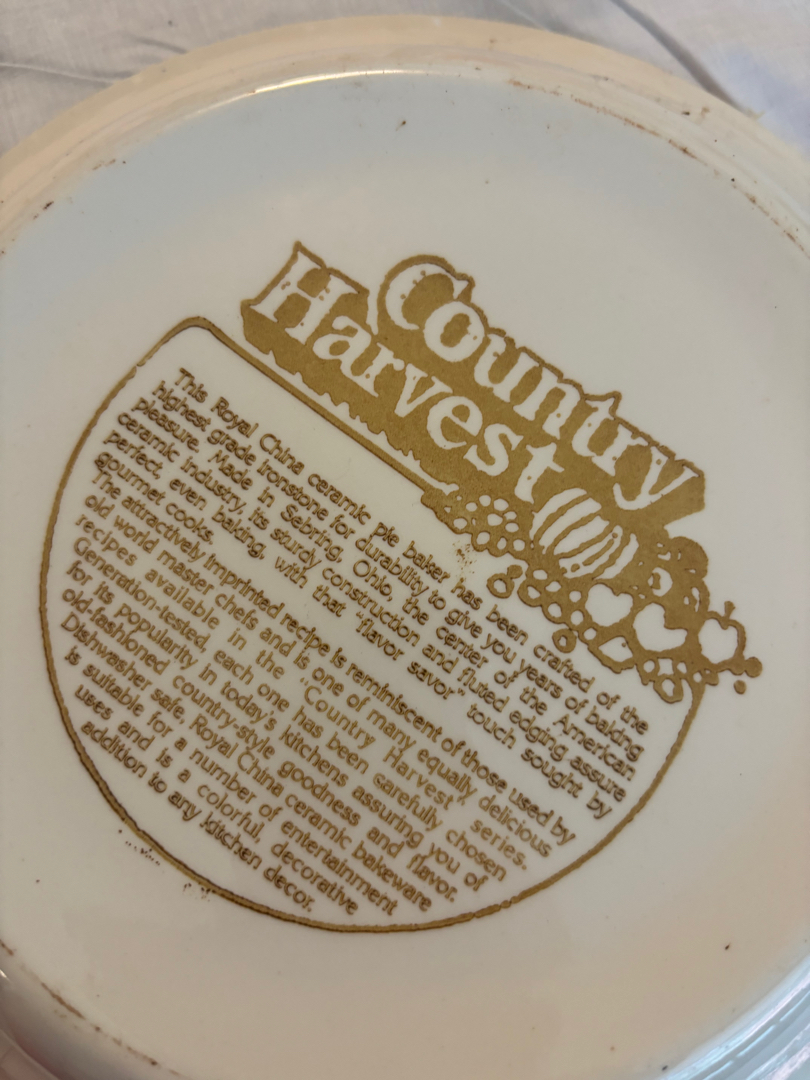 Country
Harvest
This Royal China ceramic pie baker has been crafted of the
highest grade ironstone for durability to give you years of baking
pleasure. Made in Sebring, Ohio, the center of the American
ceramic industry, its sturdy construction and fluted edging assure
perfect, even baking, with that "flavor savor" touch sought by
gourmet cooks.
The attractively imprinted recipe is reminiscent of those used by
old world master chefs and is one of many equally delicious
recipes available in the "Country Harvest" series.
Generation-tested, each one has been carefully chosen
for its popularity in today's kitchens assuring you of
old-fashioned country-style goodness and flavor.
Dishwasher safe, Royal China ceramic bakeware
is suitable for a number of entertainment
uses and is a colorful, decorative
addition to any kitchen decor.